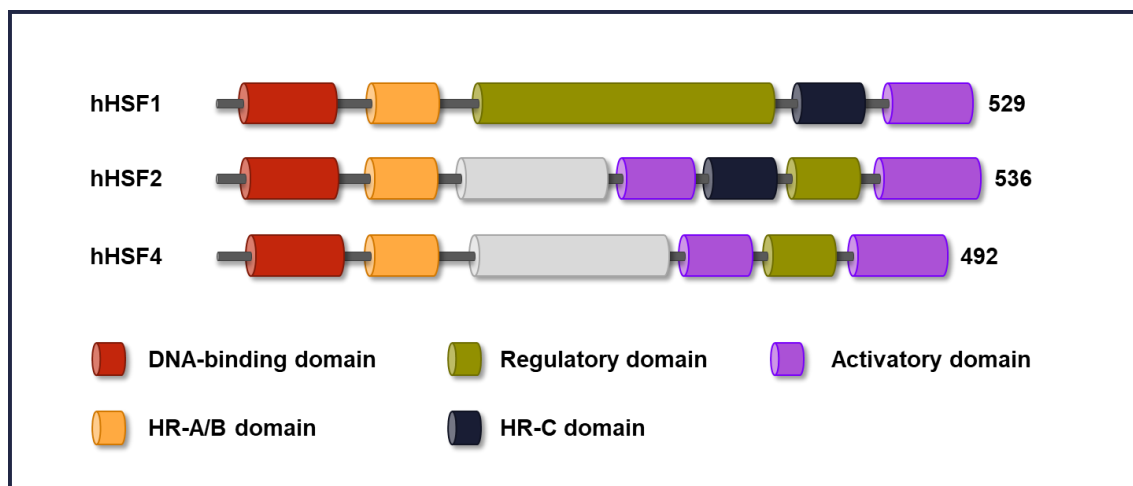 hHSF1 529
hHSF2 536
hHSF4 492
DNA-binding domain Regulatory domain Activatory domain
HR-A/B domain HR-C domain